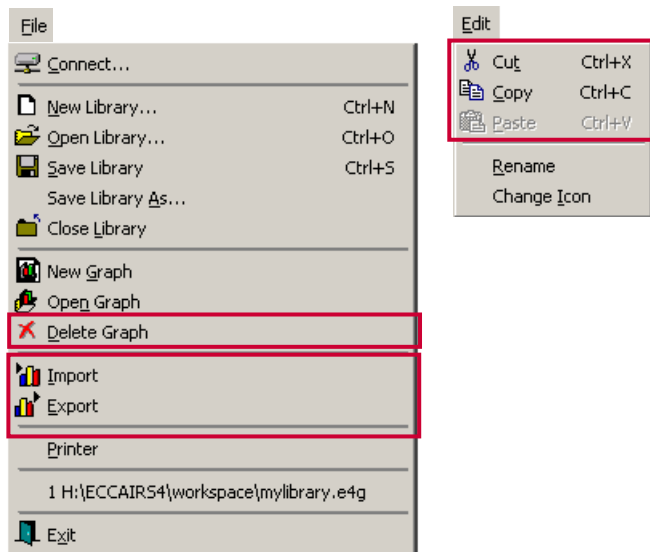 File
Connect...
New Library... Ctrl+N
Open Library... Ctrl+O
Save Library Ctrl+S
Save Library As...
Close Library
New Graph
Open Graph
Delete Graph
Import
Export
Printer
1 H:\ECCAIRS4\workspace\mylibrary.e4g
Exit
Edit
Cut Ctrl+X
Copy Ctrl+C
Paste Ctrl+V
Rename
Change Icon